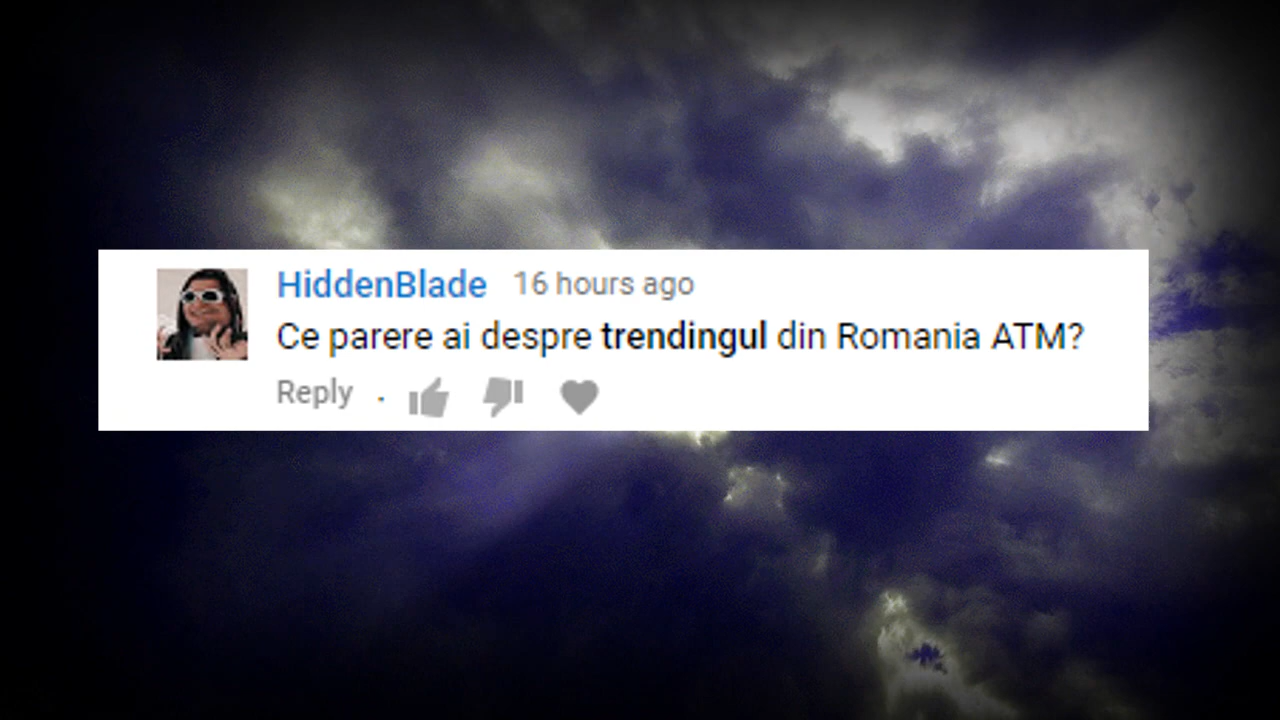 HiddenBlade 16 hours ago
Ce parere ai despre trendingul din Romania ATM?
Reply